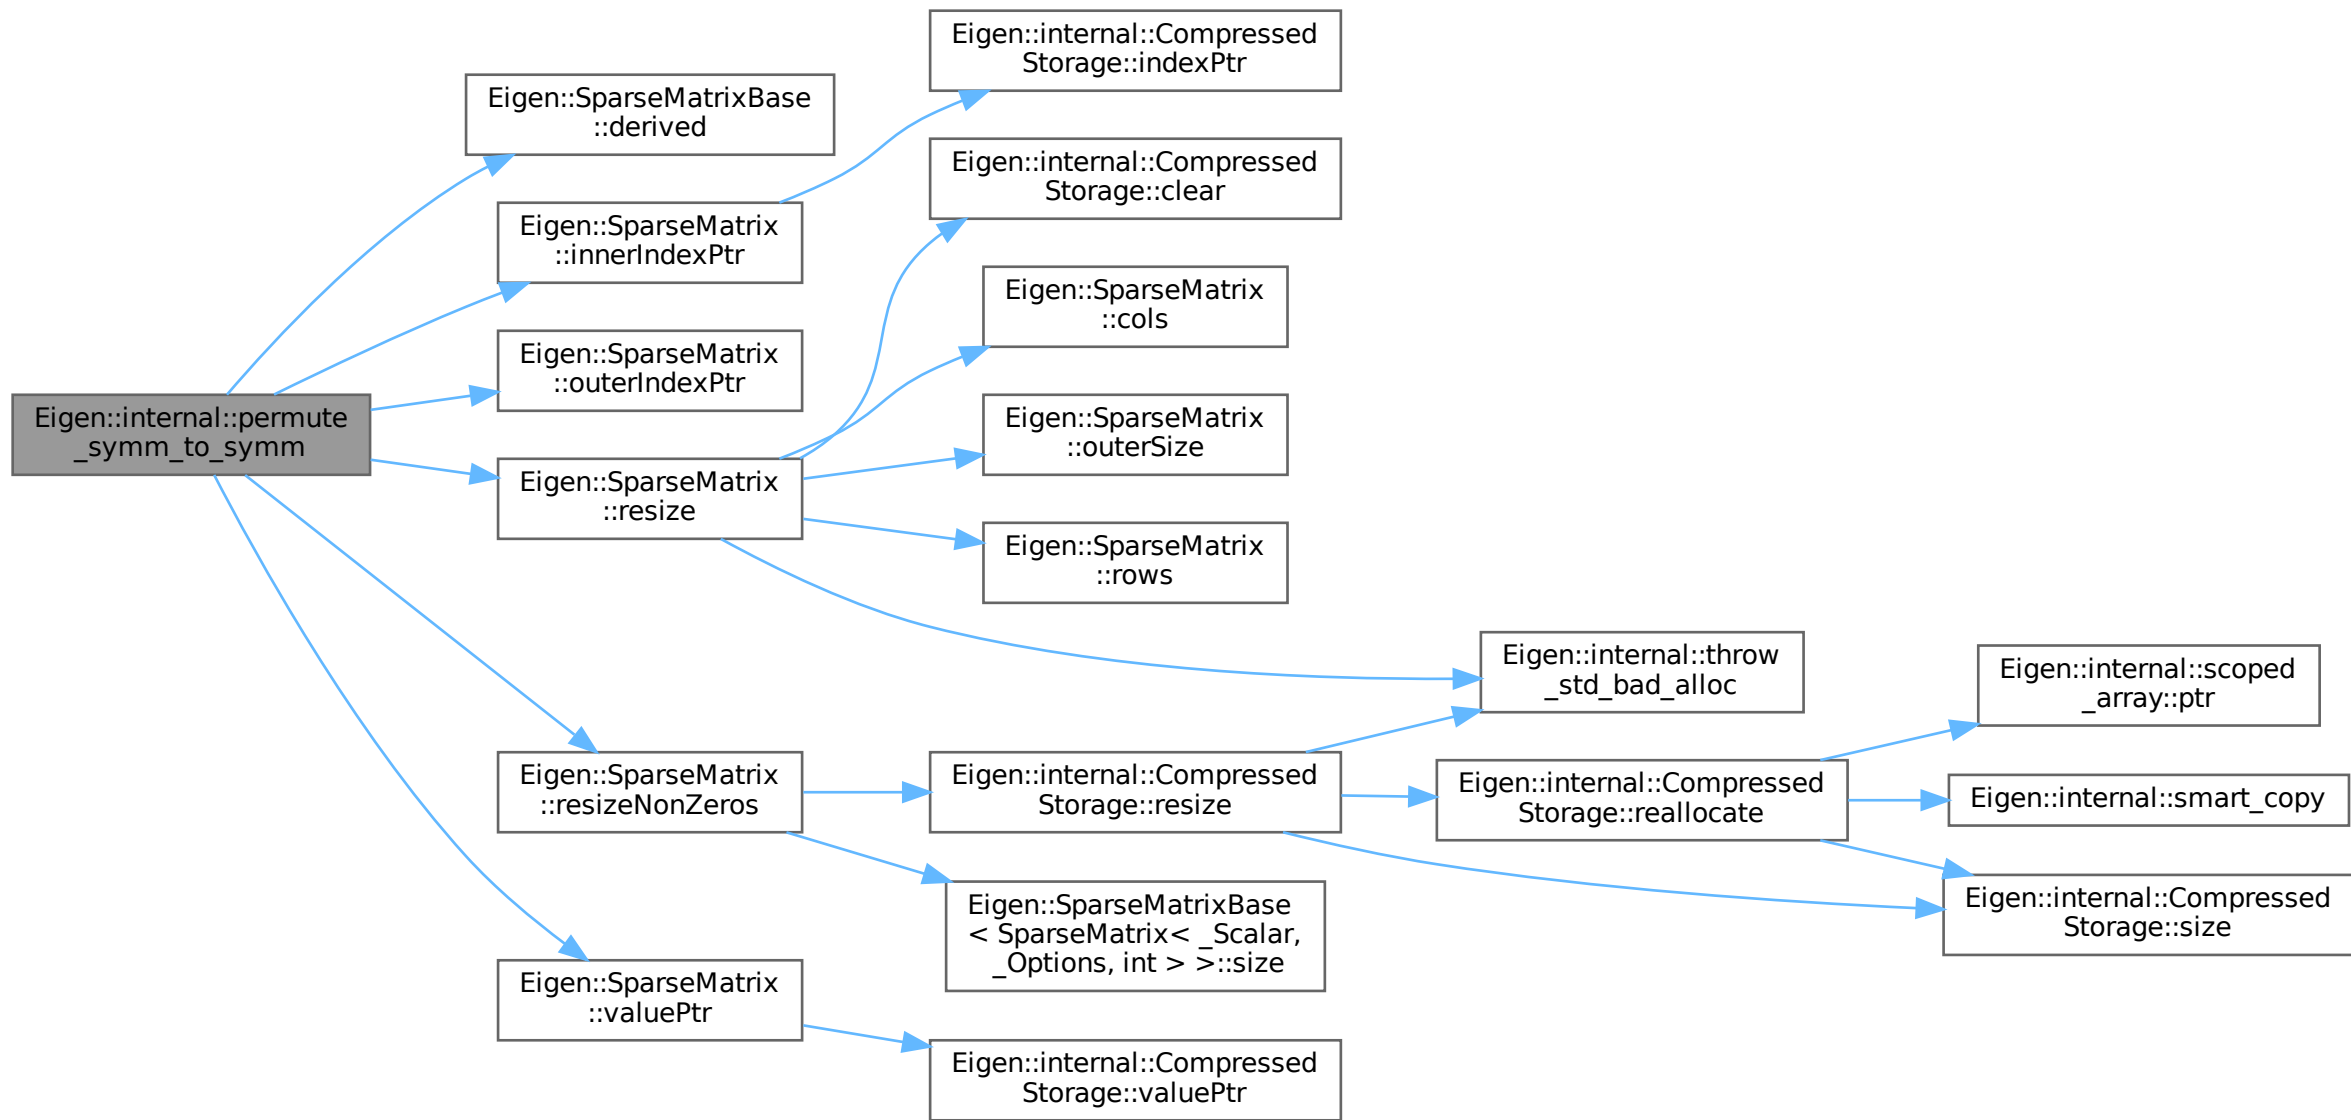 Eigen::internal::permute
_symm_to_symm
Eigen::SparseMatrixBase
::derived
Eigen::SparseMatrix
::innerIndexPtr
Eigen::SparseMatrix
::outerIndexPtr
Eigen::SparseMatrix
::resize
Eigen::SparseMatrix
::resizeNonZeros
Eigen::SparseMatrix
::valuePtr
Eigen::internal::Compressed
Storage::indexPtr
Eigen::internal::Compressed
Storage::clear
Eigen::SparseMatrix
::cols
Eigen::SparseMatrix
::outerSize
Eigen::SparseMatrix
::rows
Eigen::internal::Compressed
Storage::resize
Eigen::SparseMatrixBase
< SparseMatrix< _Scalar,
_Options, int > >::size
Eigen::internal::Compressed
Storage::valuePtr
Eigen::internal::throw
_std_bad_alloc
Eigen::internal::Compressed
Storage::reallocate
Eigen::internal::scoped
_array::ptr
Eigen::internal::smart_copy
Eigen::internal::Compressed
Storage::size